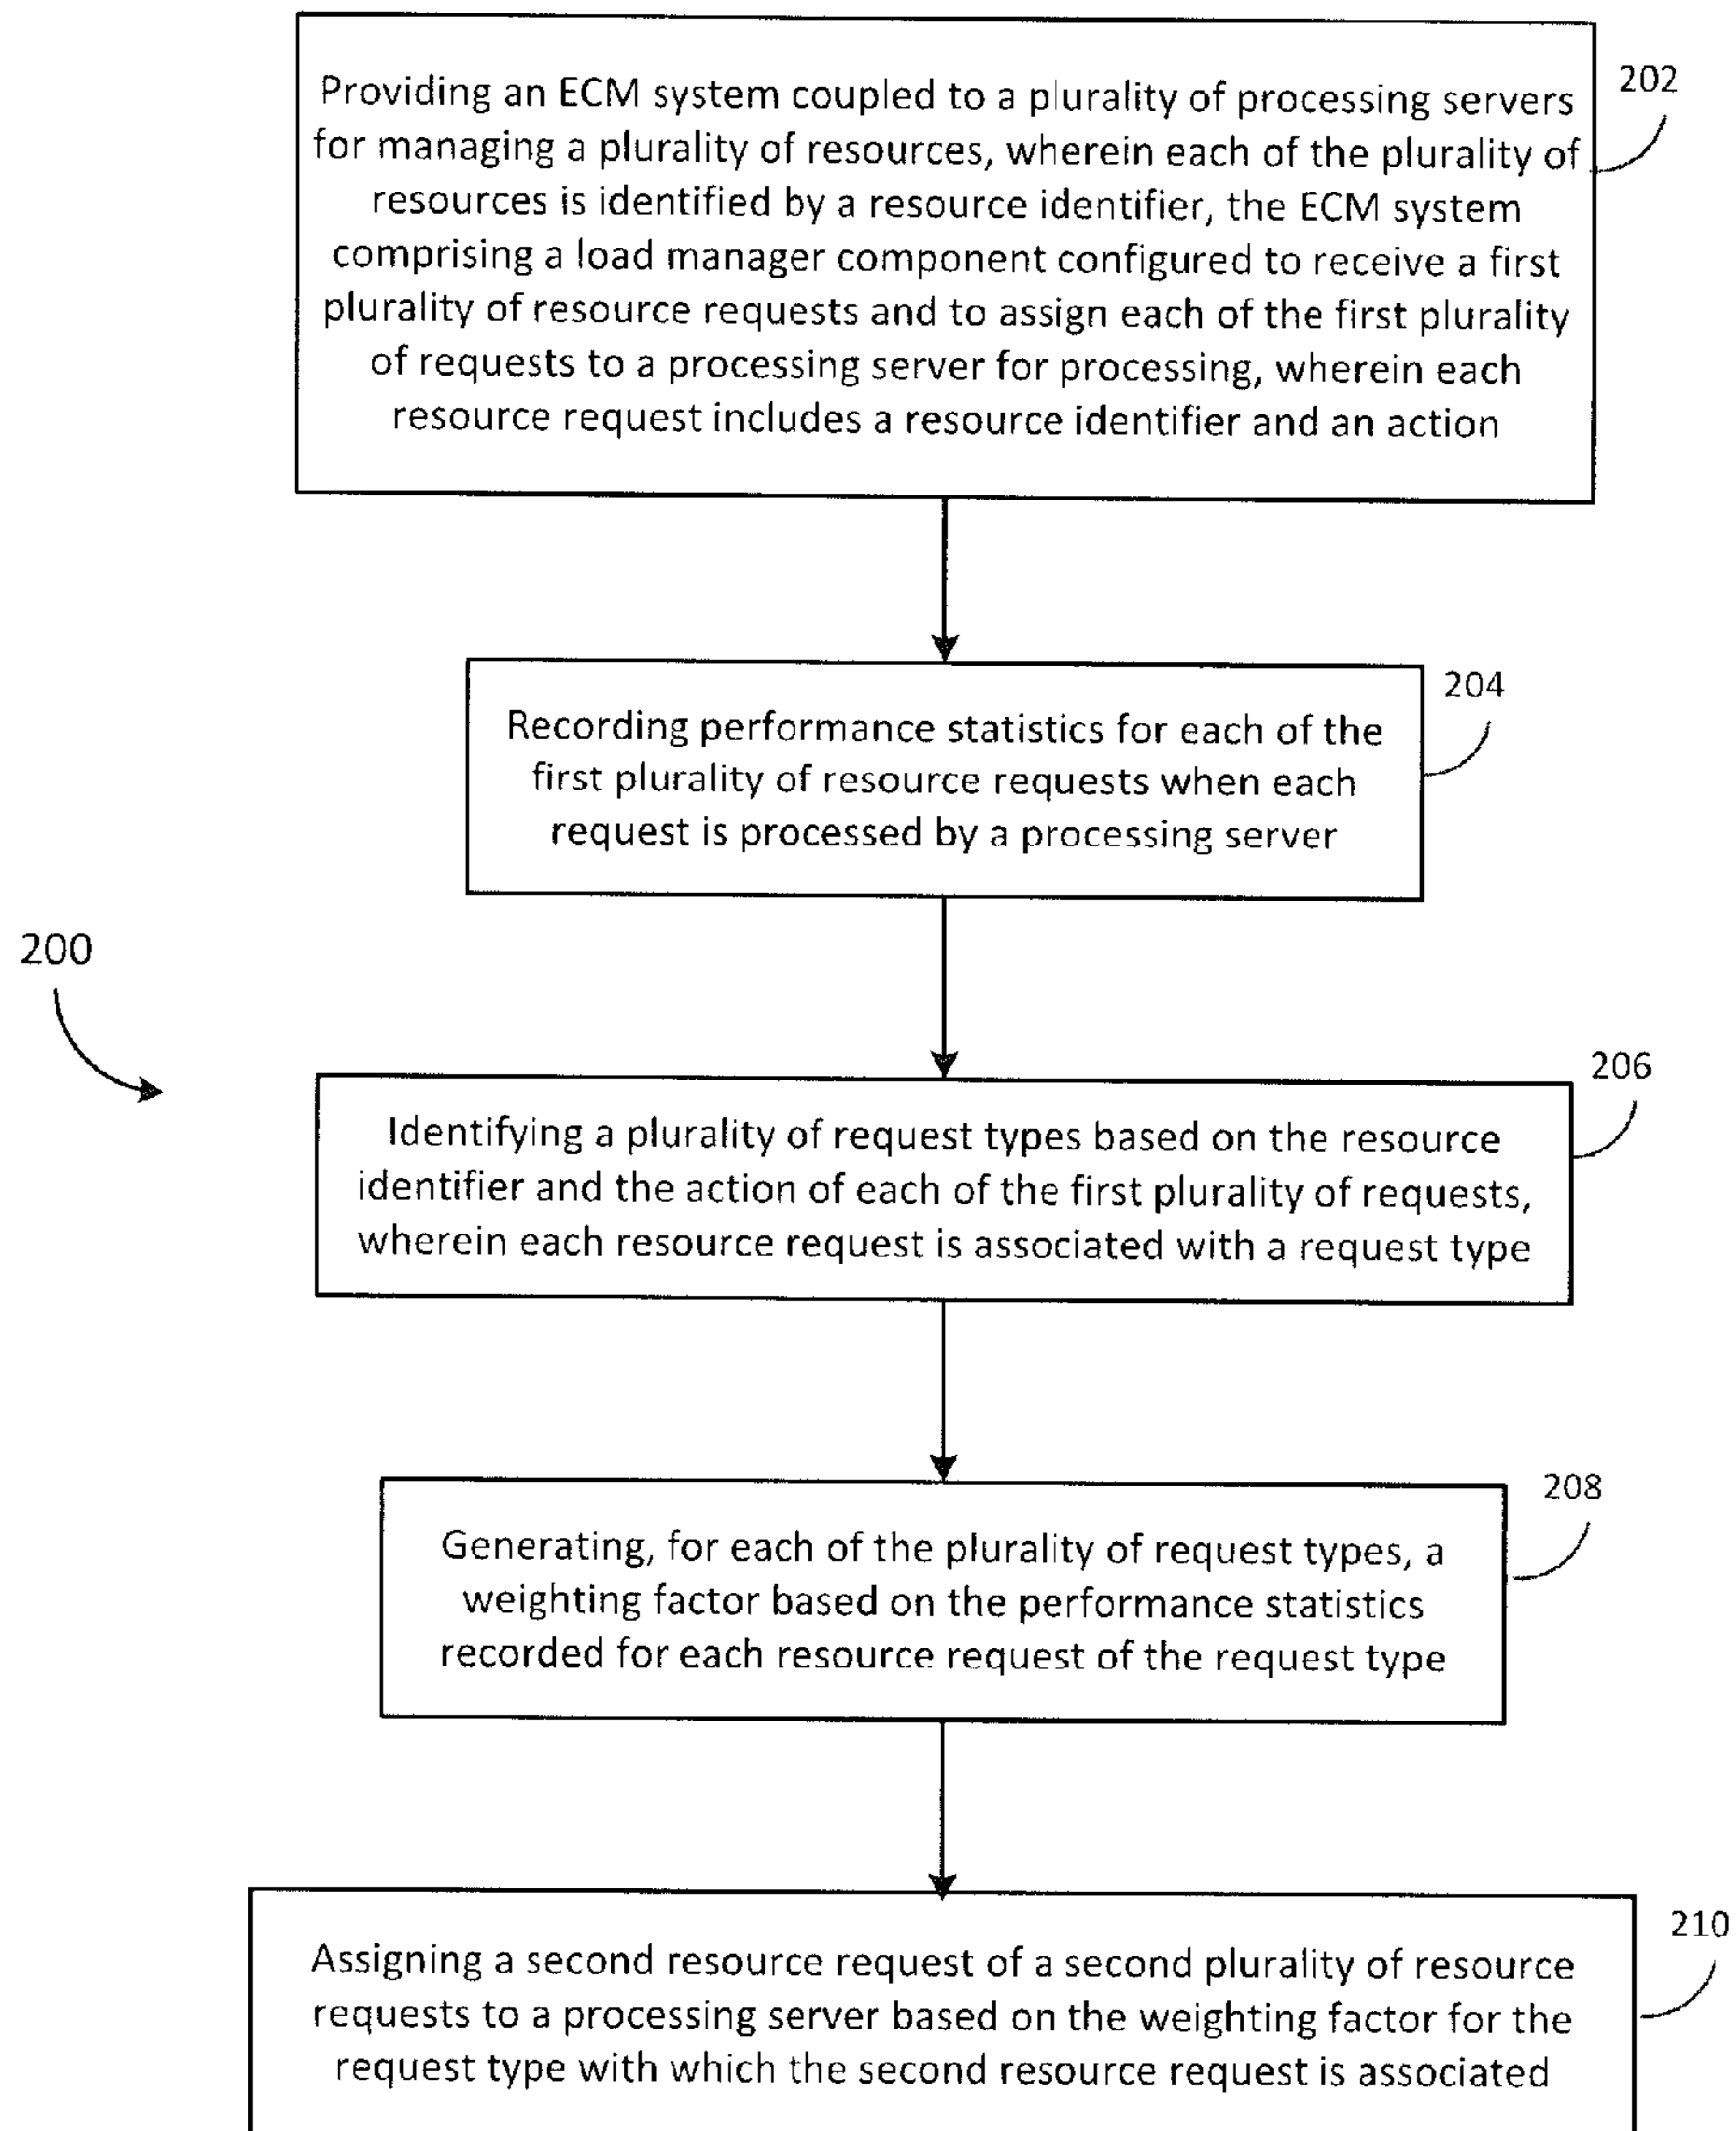 Providing an ECM system coupled to a plurality of processing servers
for managing a plurality of resources, wherein each of the plurality of
resources is identified by a resource identifier, the ECM system
comprising a load manager component configured to receive a first
plurality of resource requests and to assign each of the first plurality
of requests to a processing server for processing, wherein each
resource request includes a resource identifier and an action
202
Recording performance statistics for each of the
first plurality of resource requests when each
request is processed by a processing server
204
200
Identifying a plurality of request types based on the resource
identifier and the action of each of the first plurality of requests,
wherein each resource request is associated with a request type
206
Generating, for each of the plurality of request types, a
weighting factor based on the performance statistics
recorded for each resource request of the request type
208
Assigning a second resource request of a second plurality of resource
requests to a processing server based on the weighting factor for the
request type with which the second resource request is associated
210